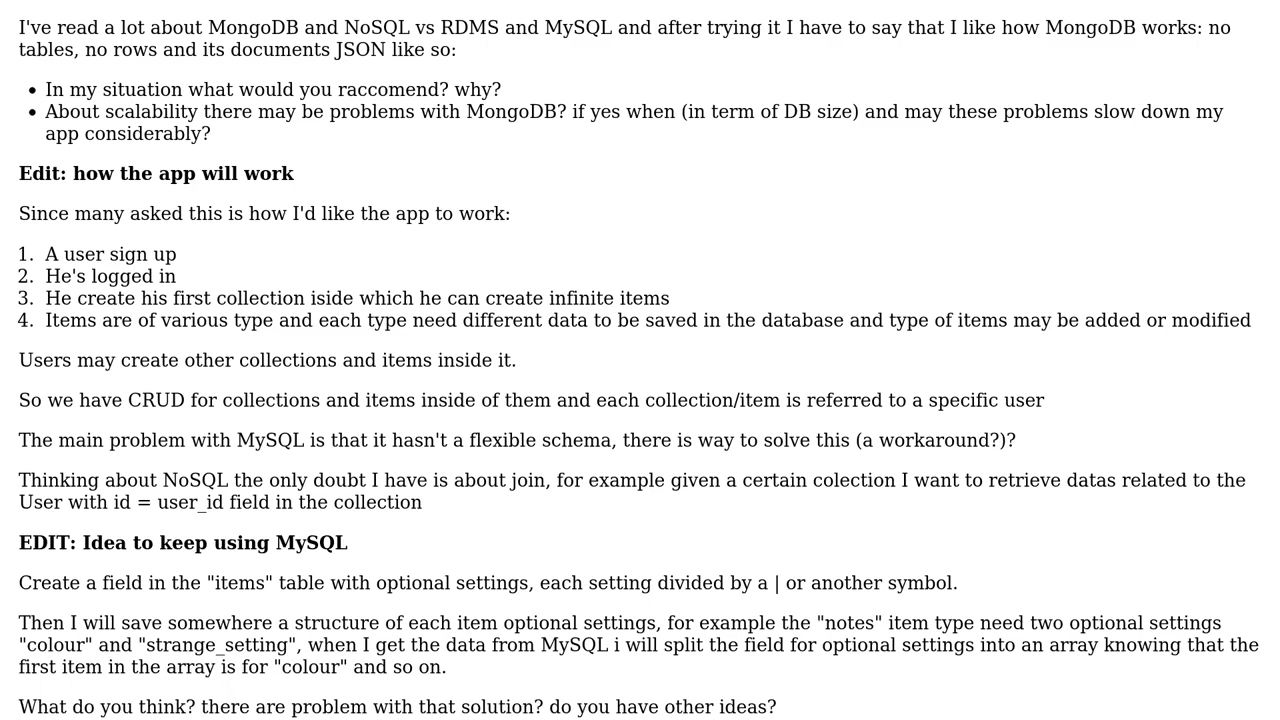 I've read a lot about MongoDB and NoSQL vs RDMS and MySQL and after trying it I have to say that I like how MongoDB works: no
tables, no rows and its documents JSON like so:
• In my situation what would you raccomend? why?
• About scalability there may be problems with MongoDB? if yes when (in term of DB size) and may these problems slow down my
app considerably?
Edit: how the app will work
Since many asked this is how I'd like the app to work:
1. A user sign up
2. He's logged in
3. He create his first collection iside which he can create infinite items
4. Items are of various type and each type need different data to be saved in the database and type of items may be added or modified
Users may create other collections and items inside it.
So we have CRUD for collections and items inside of them and each collection/item is referred to a specific user
The main problem with MySQL is that it hasn't a flexible schema, there is way to solve this (a workaround?)?
Thinking about NoSQL the only doubt I have is about join, for example given a certain colection I want to retrieve datas related to the
User with id = user_id field in the collection
EDIT: Idea to keep using MySQL
Create a field in the "items" table with optional settings, each setting divided by a | or another symbol.
Then I will save somewhere a structure of each item optional settings, for example the "notes" item type need two optional settings
"colour" and "strange_setting", when I get the data from MySQL i will split the field for optional settings into an array knowing that the
first item in the array is for "colour" and so on.
What do you think? there are problem with that solution? do you have other ideas?